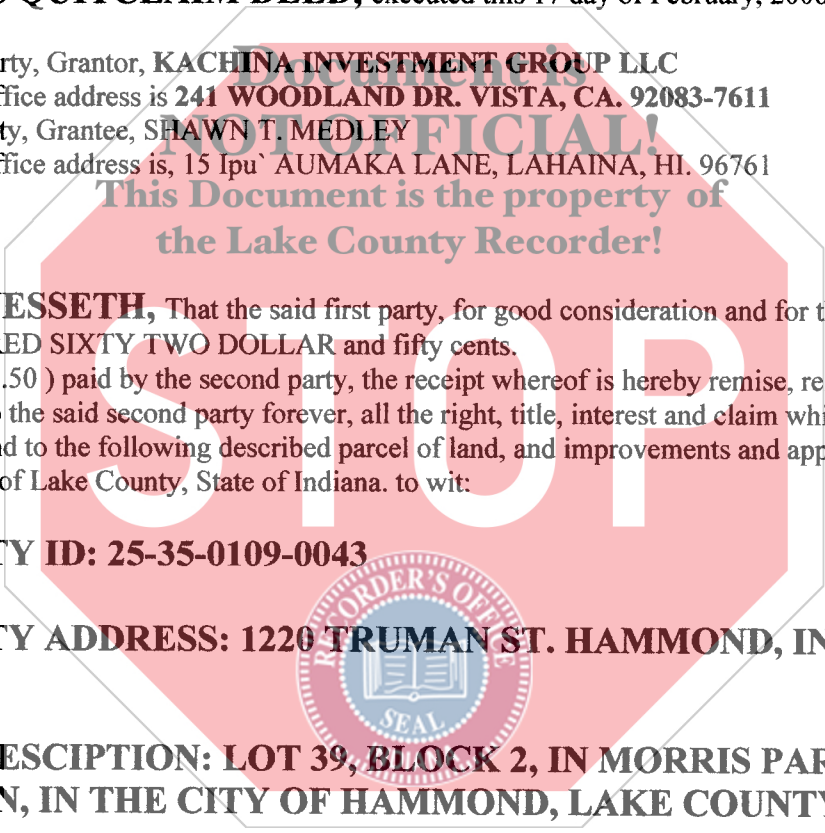 QUITCLAIM DEED, executed this 17 day of February, 2006
rty, Grantor, KACHINA INVESTMENT GROUP LLC
Document is
ffice address is 241 WOODLAND DR. VISTA, CA. 92083-7611
ty, Grantee, SHAWN T. MEDLEY
NOT OFFICIAL!
ffice address is, 15 Ipu` AUMAKA LANE, LAHAINA, HI. 96761
This Document is the property of
the Lake County Recorder!
ESSETH, That the said first party, for good consideration and for t
ED SIXTY TWO DOLLAR and fifty cents.
.50 ) paid by the second party, the receipt whereof is hereby remise, re
the said second party forever, all the right, title, interest and claim whi
d to the following described parcel of land, and improvements and app
of Lake County, State of Indiana. to wit:
STOP
TY ID: 25-35-0109-0043
RECORDER'S OFFICE
TY ADDRESS: 1220 TRUMAN ST. HAMMOND, IN
SEAL
ESCIPTION: LOT 39, BLOCK 2, IN MORRIS PAR
N, IN THE CITY OF HAMMOND, LAKE COUNTY